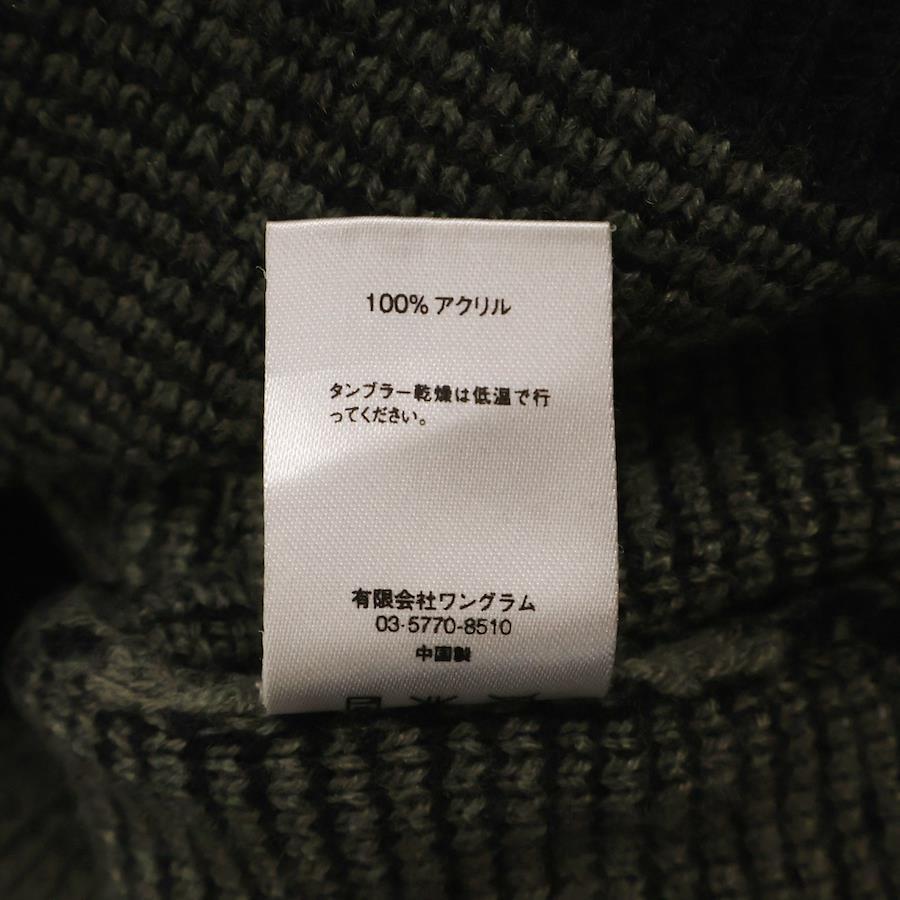 100% アクリル
タンブラー乾燥は低温で行
ってください。
有限会社ワングラム
03-5770-8510
中国製